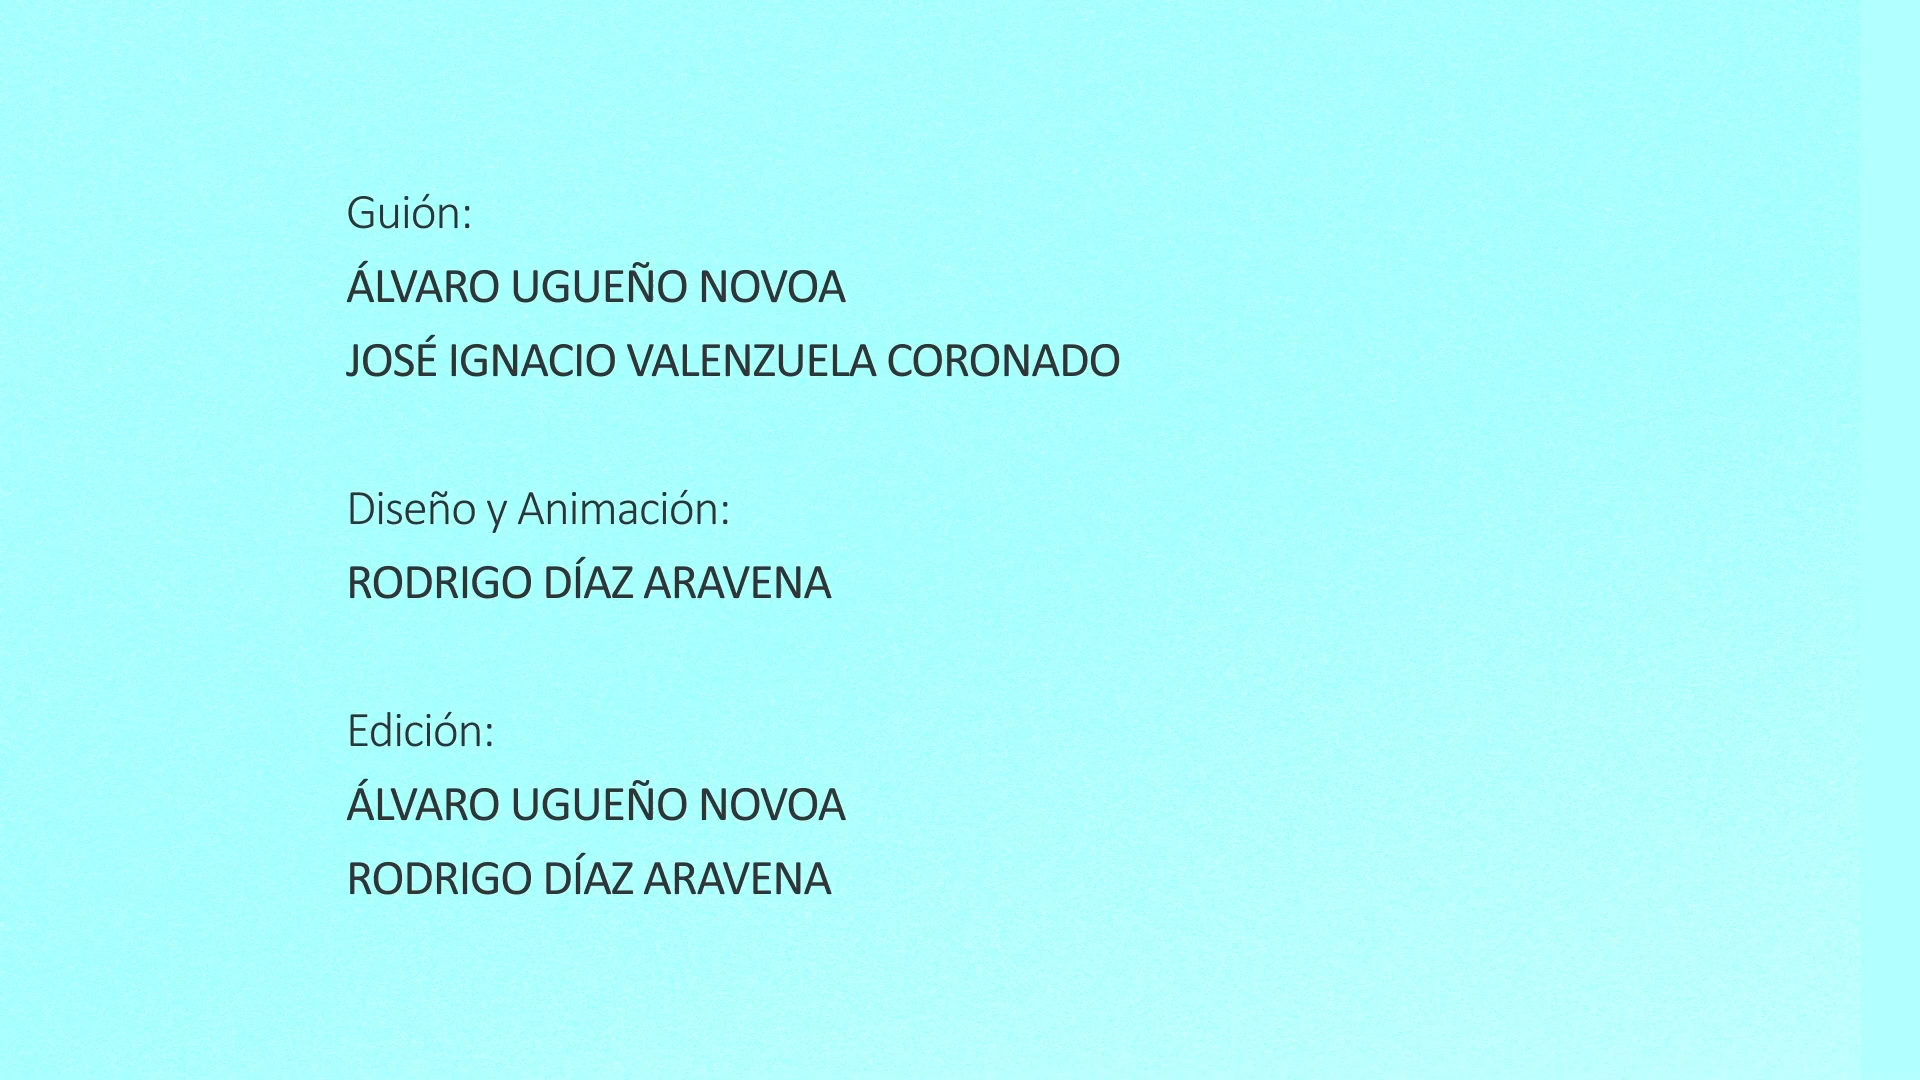 Guión:
ÁLVARO UGUEÑO NOVOA
JOSÉ IGNACIO VALENZUELA CORONADO
Diseño y Animación:
RODRIGO DÍAZ ARAVENA
Edición:
ÁLVARO UGUEÑO NOVOA
RODRIGO DÍAZ ARAVENA